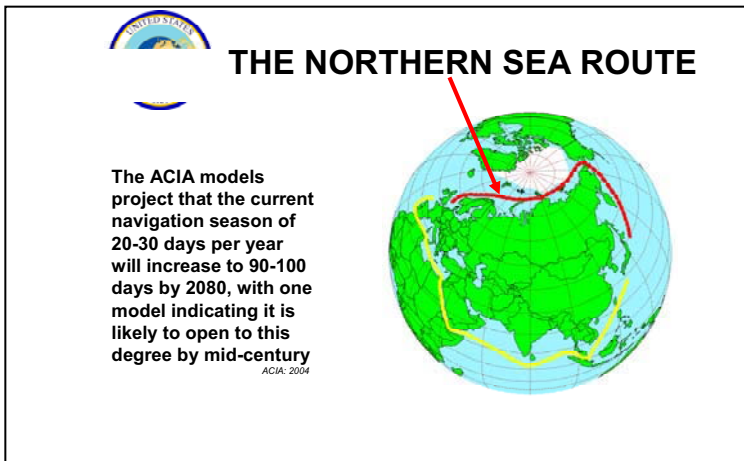 UNITED STATES
THE NORTHERN SEA ROUTE
The ACIA models
project that the current
navigation season of
20-30 days per year
will increase to 90-100
days by 2080, with one
model indicating it is
likely to open to this
degree by mid-century
ACIA: 2004